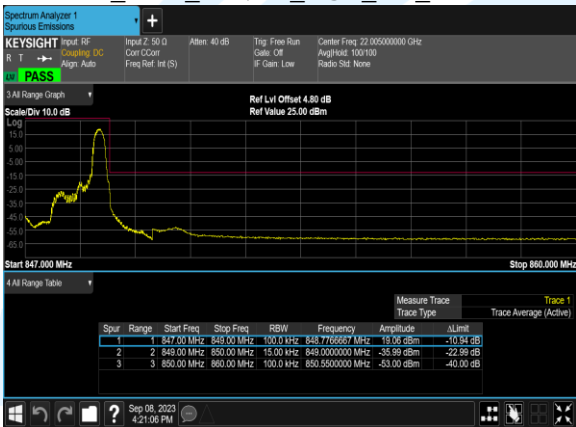 Spectrum Analyzer 1
Spurious Emissions
+
KEYSIGHT Input: RF Input Z: 50 Ω Atten: 40 dB Trig: Free Run Center Freq: 22.005000000 GHz
R T Coupling: DC Corr CCorr Gate: Off Avg|Hold: 100/100
Align: Auto Freq Ref: Int (S) IF Gain: Low Radio Std: None
PASS
3 All Range Graph
Ref Lvl Offset 4.80 dB
Scale/Div 10.0 dB Ref Value 25.00 dBm
Log
15.0
5.00
-5.00
-15.0
-25.0
-35.0
-45.0
-55.0
-65.0
Start 847.000 MHz Stop 860.000 MHz
4 All Range Table
Measure Trace Trace 1
Trace Type Trace Average (Active)
Spur Range Start Freq Stop Freq RBW Frequency Amplitude ΔLimit
1 1 847.00 MHz 849.00 MHz 100.0 kHz 848.7766667 MHz 19.06 dBm -10.94 dB
2 2 849.00 MHz 850.00 MHz 15.00 kHz 849.0000000 MHz -35.99 dBm -22.99 dB
3 3 850.00 MHz 860.00 MHz 100.0 kHz 850.5500000 MHz -53.00 dBm -40.00 dB
?
Sep 08, 2023
4:21:06 PM